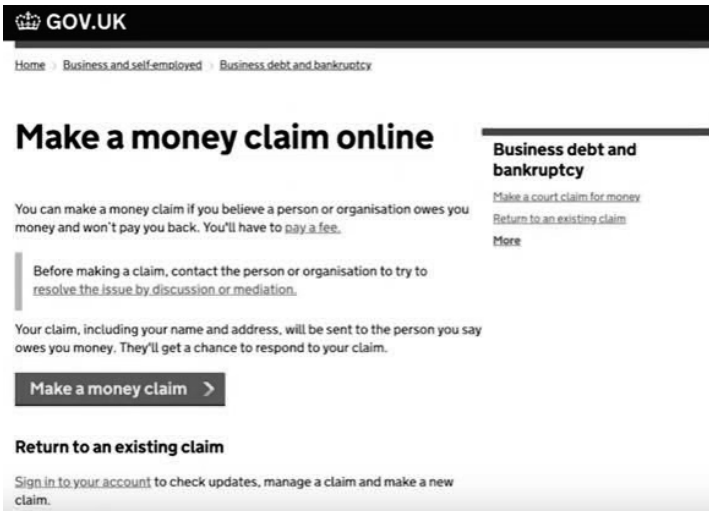 GOV.UK
Home > Business and self-employed > Business debt and bankruptcy
Make a money claim online
You can make a money claim if you believe a person or organisation owes you
money and won't pay you back. You'll have to pay a fee.
Before making a claim, contact the person or organisation to try to
resolve the issue by discussion or mediation.
Your claim, including your name and address, will be sent to the person you say
owes you money. They'll get a chance to respond to your claim.
Make a money claim >
Return to an existing claim
Sign in to your account to check updates, manage a claim and make a new
claim.
Business debt and
bankruptcy
Make a court claim for money
Return to an existing claim
More